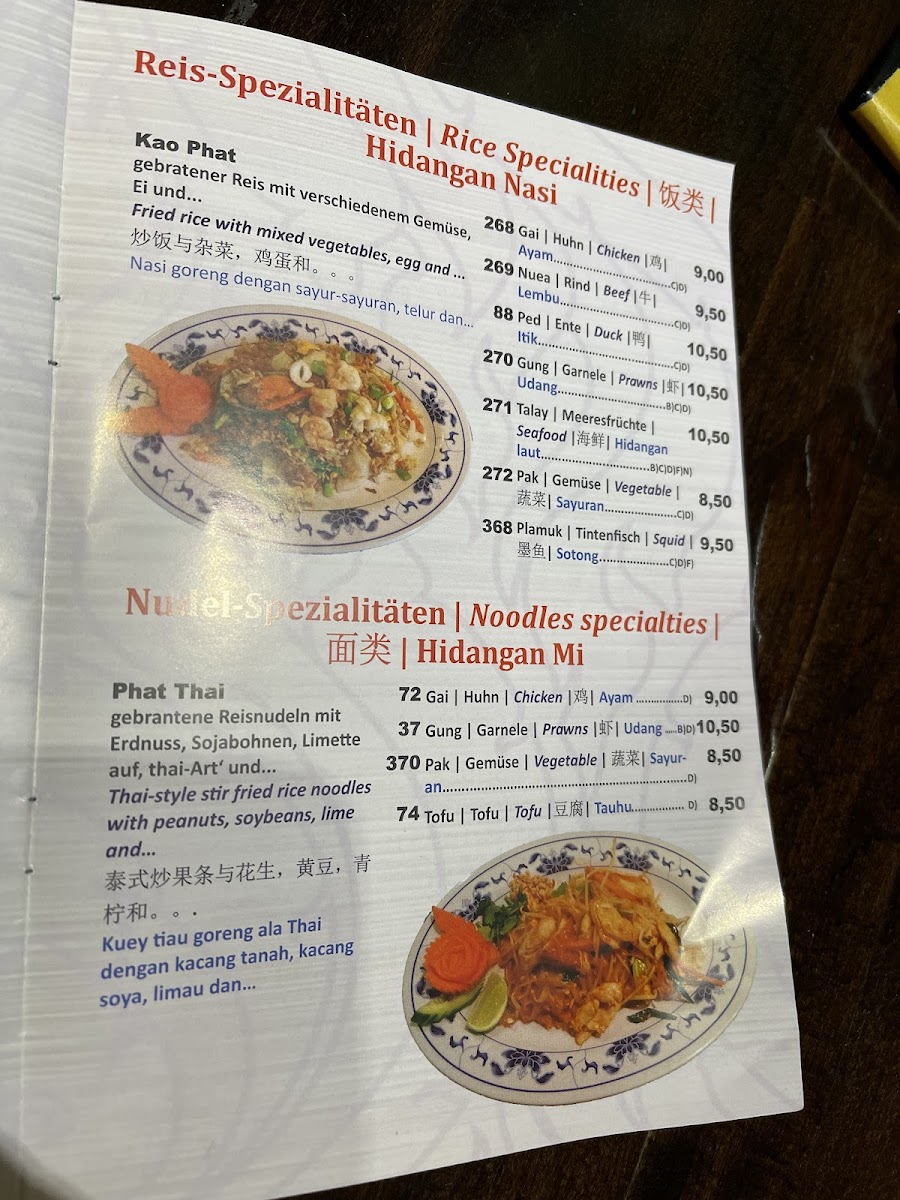 Reis-Spezialitäten | Rice Specialities | 饭类 |
Hidangan Nasi
Kao Phat
gebratener Reis mit verschiedenem Gemüse,
Ei und...
Fried rice with mixed vegetables, egg and ...
炒饭与杂菜，鸡蛋和。。。
Nasi goreng dengan sayur-sayuran, telur dan...
268 Gai | Huhn | Chicken |鸡|
Ayam..............................C)D) 9,00
269 Nuea | Rind | Beef |牛|
Lembu.............................C)D) 9,50
88 Ped | Ente | Duck |鸭|
Itik..................................C)D) 10,50
270 Gung | Garnele | Prawns |虾| 10,50
Udang...........................B)C)D)
271 Talay | Meeresfrüchte | 10,50
Seafood |海鲜| Hidangan
laut...........................B)C)D)F)N)
272 Pak | Gemüse | Vegetable | 8,50
蔬菜| Sayuran..................C)D)
368 Plamuk | Tintenfisch | Squid | 9,50
墨鱼| Sotong.....................C)D)F)
Nudel-Spezialitäten | Noodles specialties |
面类 | Hidangan Mi
Phat Thai
gebrantene Reisnudeln mit
Erdnuss, Sojabohnen, Limette
auf, thai-Art‘ und...
Thai-style stir fried rice noodles
with peanuts, soybeans, lime
and...
泰式炒果条与花生，黄豆，青
柠和。。.
Kuey tiau goreng ala Thai
dengan kacang tanah, kacang
soya, limau dan...
72 Gai | Huhn | Chicken |鸡| Ayam ................D) 9,00
37 Gung | Garnele | Prawns |虾| Udang .....B)D) 10,50
370 Pak | Gemüse | Vegetable | 蔬菜| Sayur- 8,50
an..............................................................D)
74 Tofu | Tofu | Tofu |豆腐| Tauhu................ D) 8,50